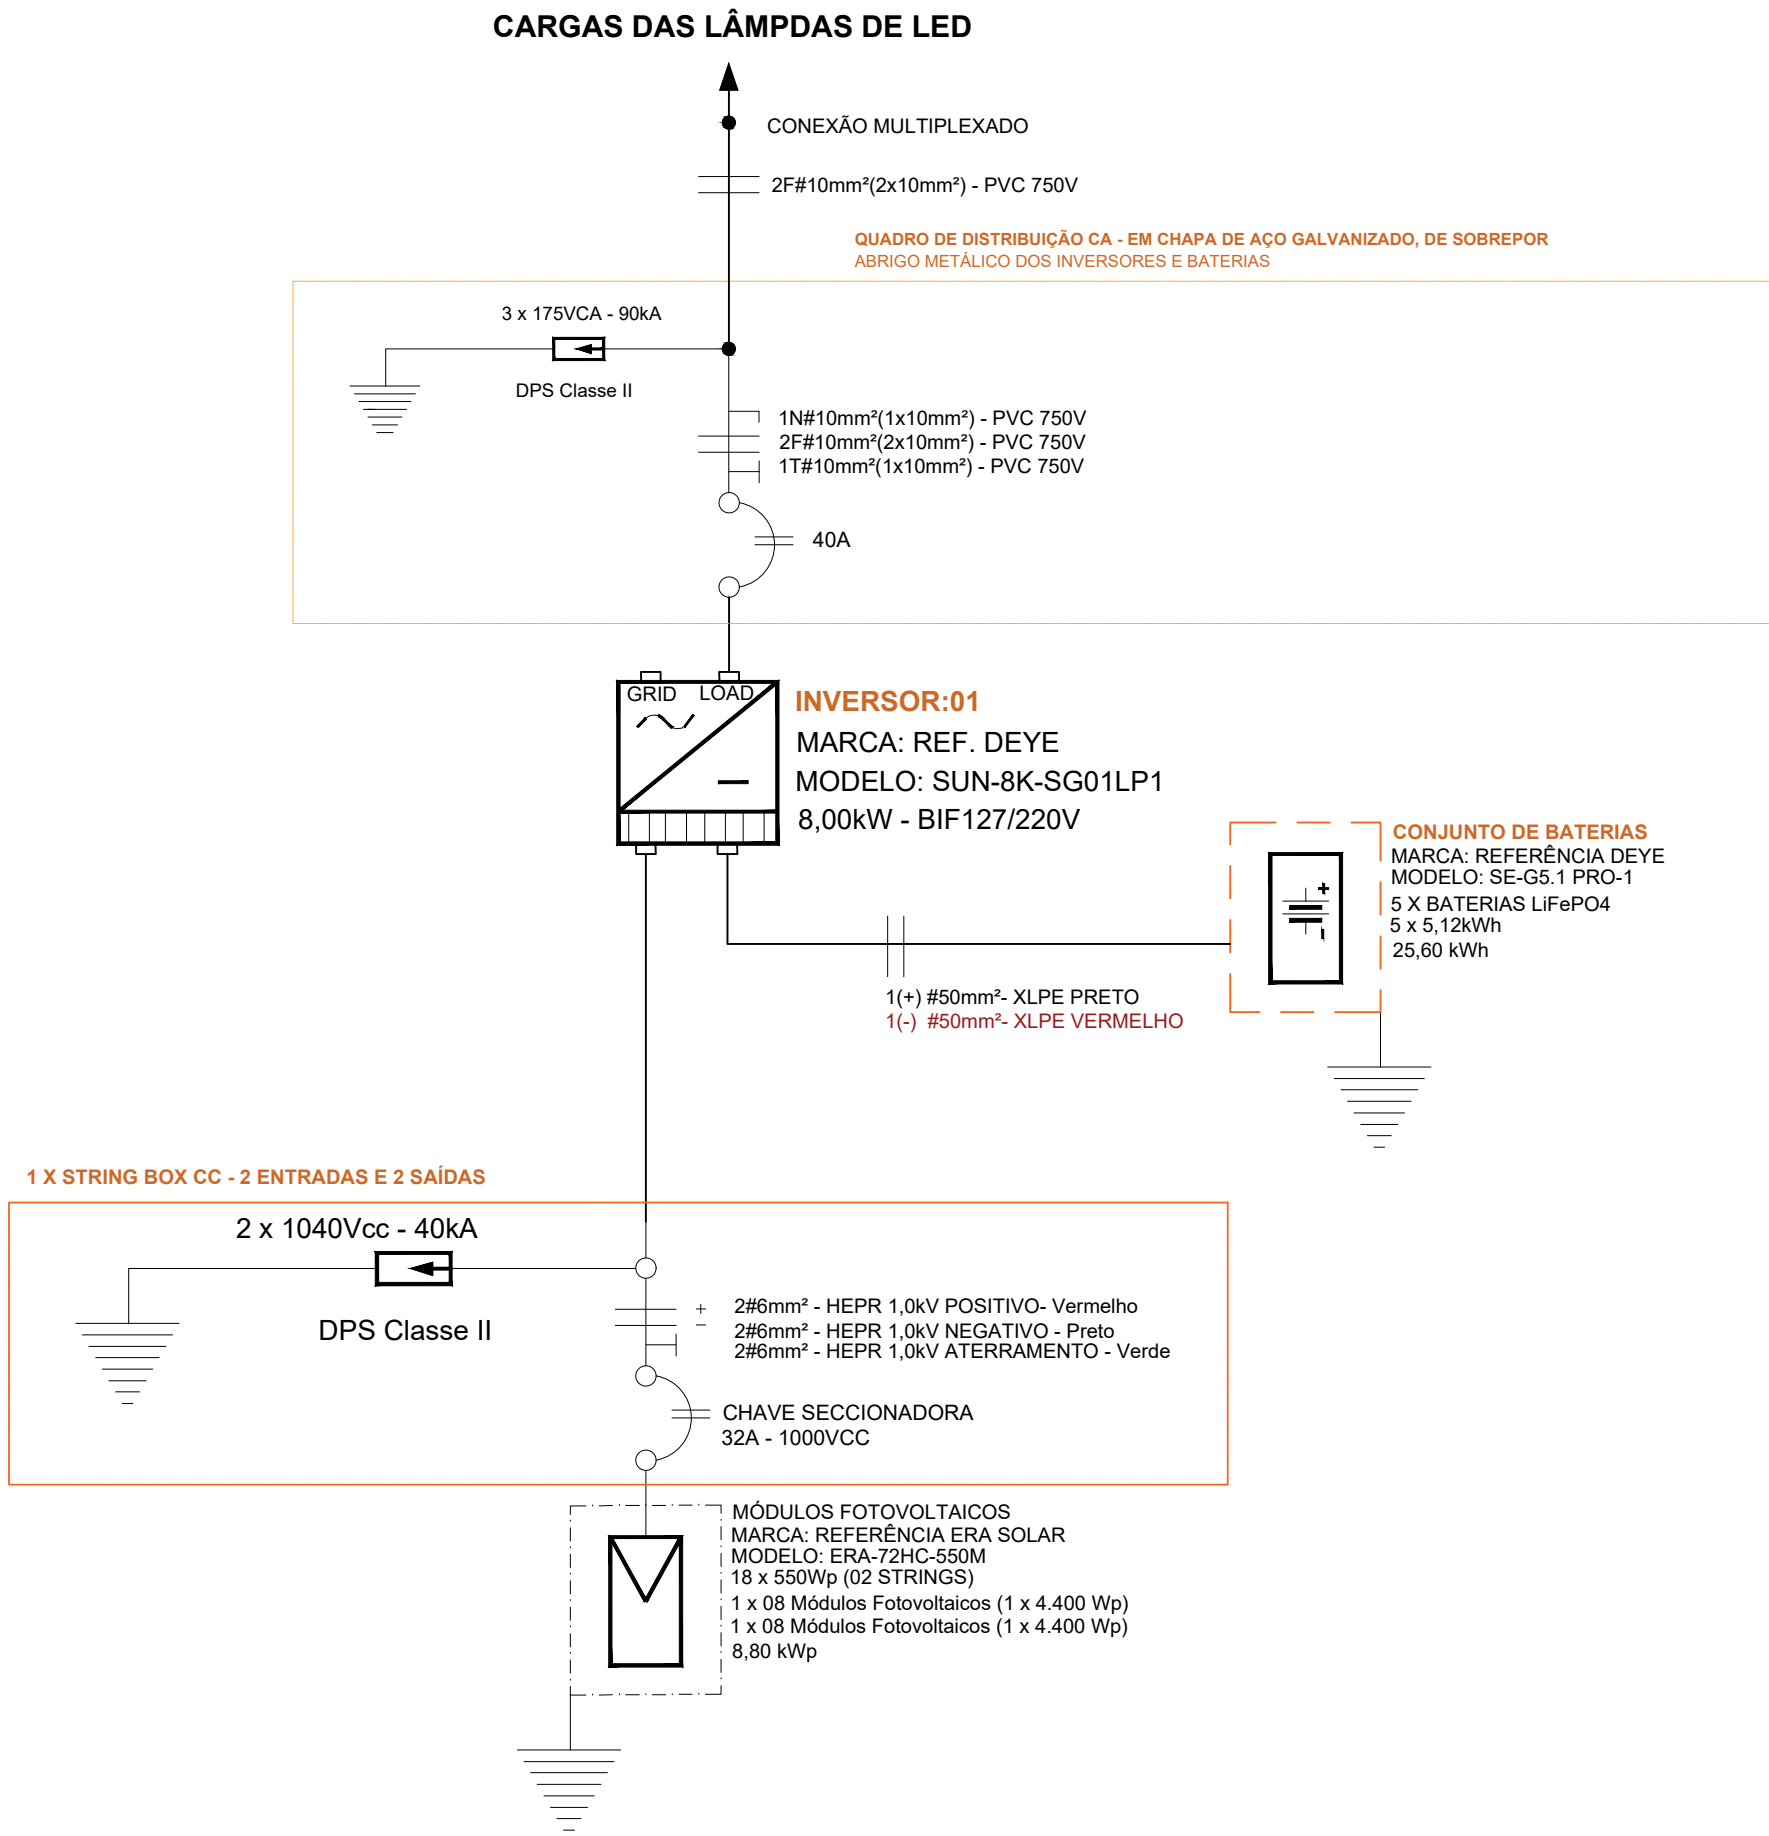 CARGAS DAS LÂMPDAS DE LED
CONEXÃO MULTIPLEXADO
2F#10mm²(2x10mm²) - PVC 750V
QUADRO DE DISTRIBUIÇÃO CA - EM CHAPA DE AÇO GALVANIZADO, DE SOBREPOR
ABRIGO METÁLICO DOS INVERSORES E BATERIAS
3 x 175VCA - 90kA
DPS Classe II
1N#10mm²(1x10mm²) - PVC 750V
2F#10mm²(2x10mm²) - PVC 750V
1T#10mm²(1x10mm²) - PVC 750V
40A
GRID LOAD
INVERSOR:01
MARCA: REF. DEYE
MODELO: SUN-8K-SG01LP1
8,00kW - BIF127/220V
CONJUNTO DE BATERIAS
MARCA: REFERÊNCIA DEYE
MODELO: SE-G5.1 PRO-1
5 X BATERIAS LiFePO4
5 x 5,12kWh
25,60 kWh
+
-
1(+) #50mm²- XLPE PRETO
1(-) #50mm²- XLPE VERMELHO
1 X STRING BOX CC - 2 ENTRADAS E 2 SAÍDAS
2 x 1040Vcc - 40kA
DPS Classe II
+ 2#6mm² - HEPR 1,0kV POSITIVO- Vermelho
- 2#6mm² - HEPR 1,0kV NEGATIVO - Preto
2#6mm² - HEPR 1,0kV ATERRAMENTO - Verde
CHAVE SECCIONADORA
32A - 1000VCC
MÓDULOS FOTOVOLTAICOS
MARCA: REFERÊNCIA ERA SOLAR
MODELO: ERA-72HC-550M
18 x 550Wp (02 STRINGS)
1 x 08 Módulos Fotovoltaicos (1 x 4.400 Wp)
1 x 08 Módulos Fotovoltaicos (1 x 4.400 Wp)
8,80 kWp